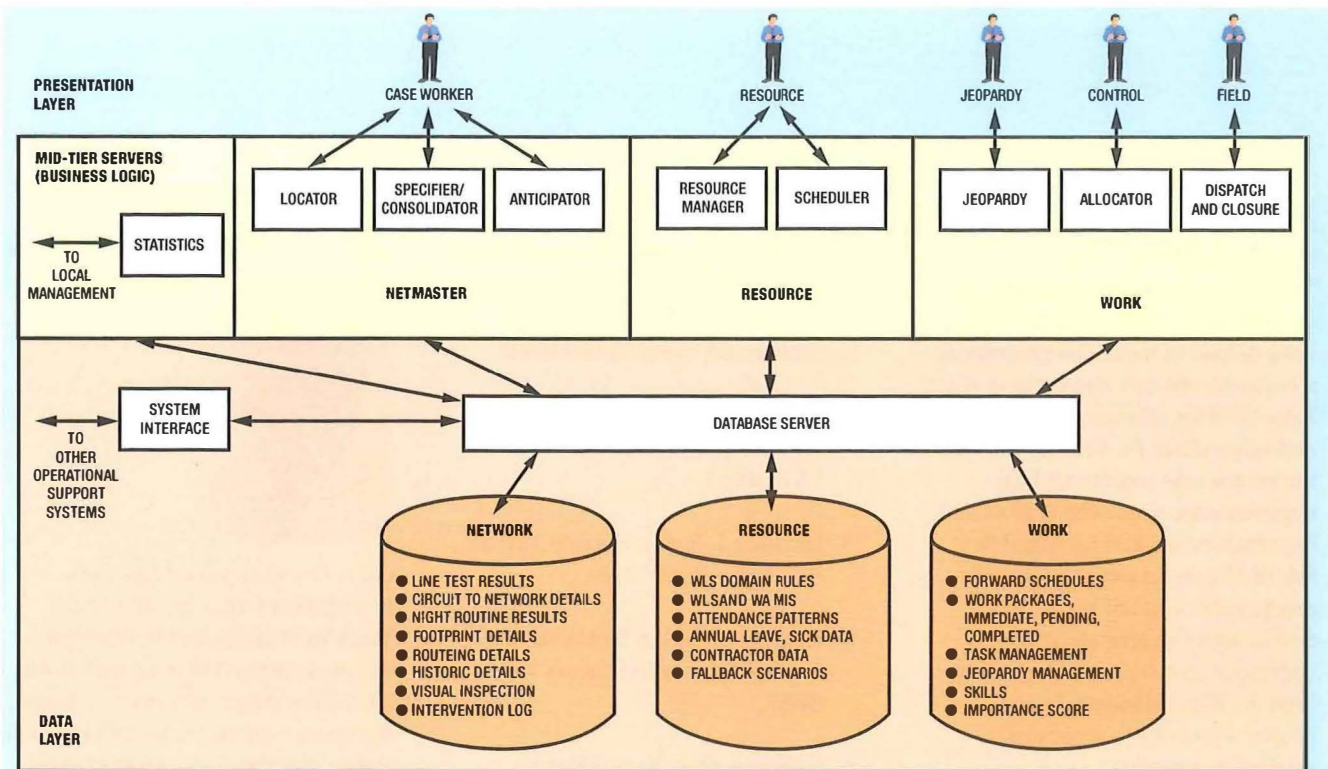 PRESENTATION
LAYER
CASE WORKER
RESOURCE
JEOPARDY
CONTROL
FIELD
MID-TIER SERVERS
(BUSINESS LOGIC)
STATISTICS
TO
LOCAL
MANAGEMENT
LOCATOR
SPECIFIER/
CONSOLIDATOR
ANTICIPATOR
NETMASTER
RESOURCE
MANAGER
SCHEDULER
RESOURCE
JEOPARDY
ALLOCATOR
DISPATCH
AND CLOSURE
WORK
SYSTEM
INTERFACE
TO
OTHER
OPERATIONAL
SUPPORT
SYSTEMS
DATABASE SERVER
NETWORK
● LINE TEST RESULTS
● CIRCUIT TO NETWORK DETAILS
● NIGHT ROUTINE RESULTS
● FOOTPRINT DETAILS
● ROUTEING DETAILS
● HISTORIC DETAILS
● VISUAL INSPECTION
● INTERVENTION LOG
RESOURCE
● WLS DOMAIN RULES
● WLSAND WA MIS
● ATTENDANCE PATTERNS
● ANNUAL LEAVE, SICK DATA
● CONTRACTOR DATA
● FALLBACK SCENARIOS
WORK
● FORWARD SCHEDULES
● WORK PACKAGES,
IMMEDIATE, PENDING,
COMPLETED
● TASK MANAGEMENT
● JEOPARDY MANAGEMENT
● SKILLS
● IMPORTANCE SCORE
DATA
LAYER